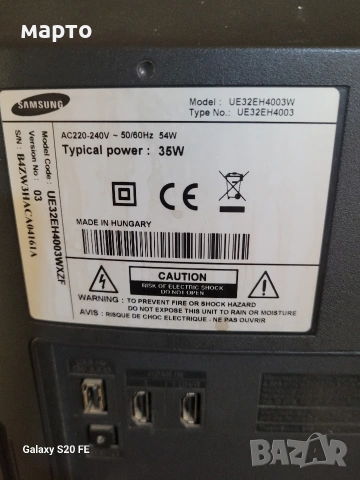 марто
SAMSUNG
Model : UE32EH4003W
Type No.: UE32EH4003
AC220-240V ~ 50/60Hz 54W
Typical power : 35W
Model Code: UE32EH4003WXZF
Version No.: 03
S/N: B4ZW3HACA04161A
CE
MADE IN HUNGARY
CAUTION
RISK OF ELECTRIC SHOCK
DO NOT OPEN
WARNING : TO PREVENT FIRE OR SHOCK HAZARD
DO NOT EXPOSE THIS UNIT TO RAIN OR MOISTURE
AVIS : RISQUE DE CHOC ELECTRIQUE - NE PAS OUVRIR
Galaxy S20 FE
BAZAR